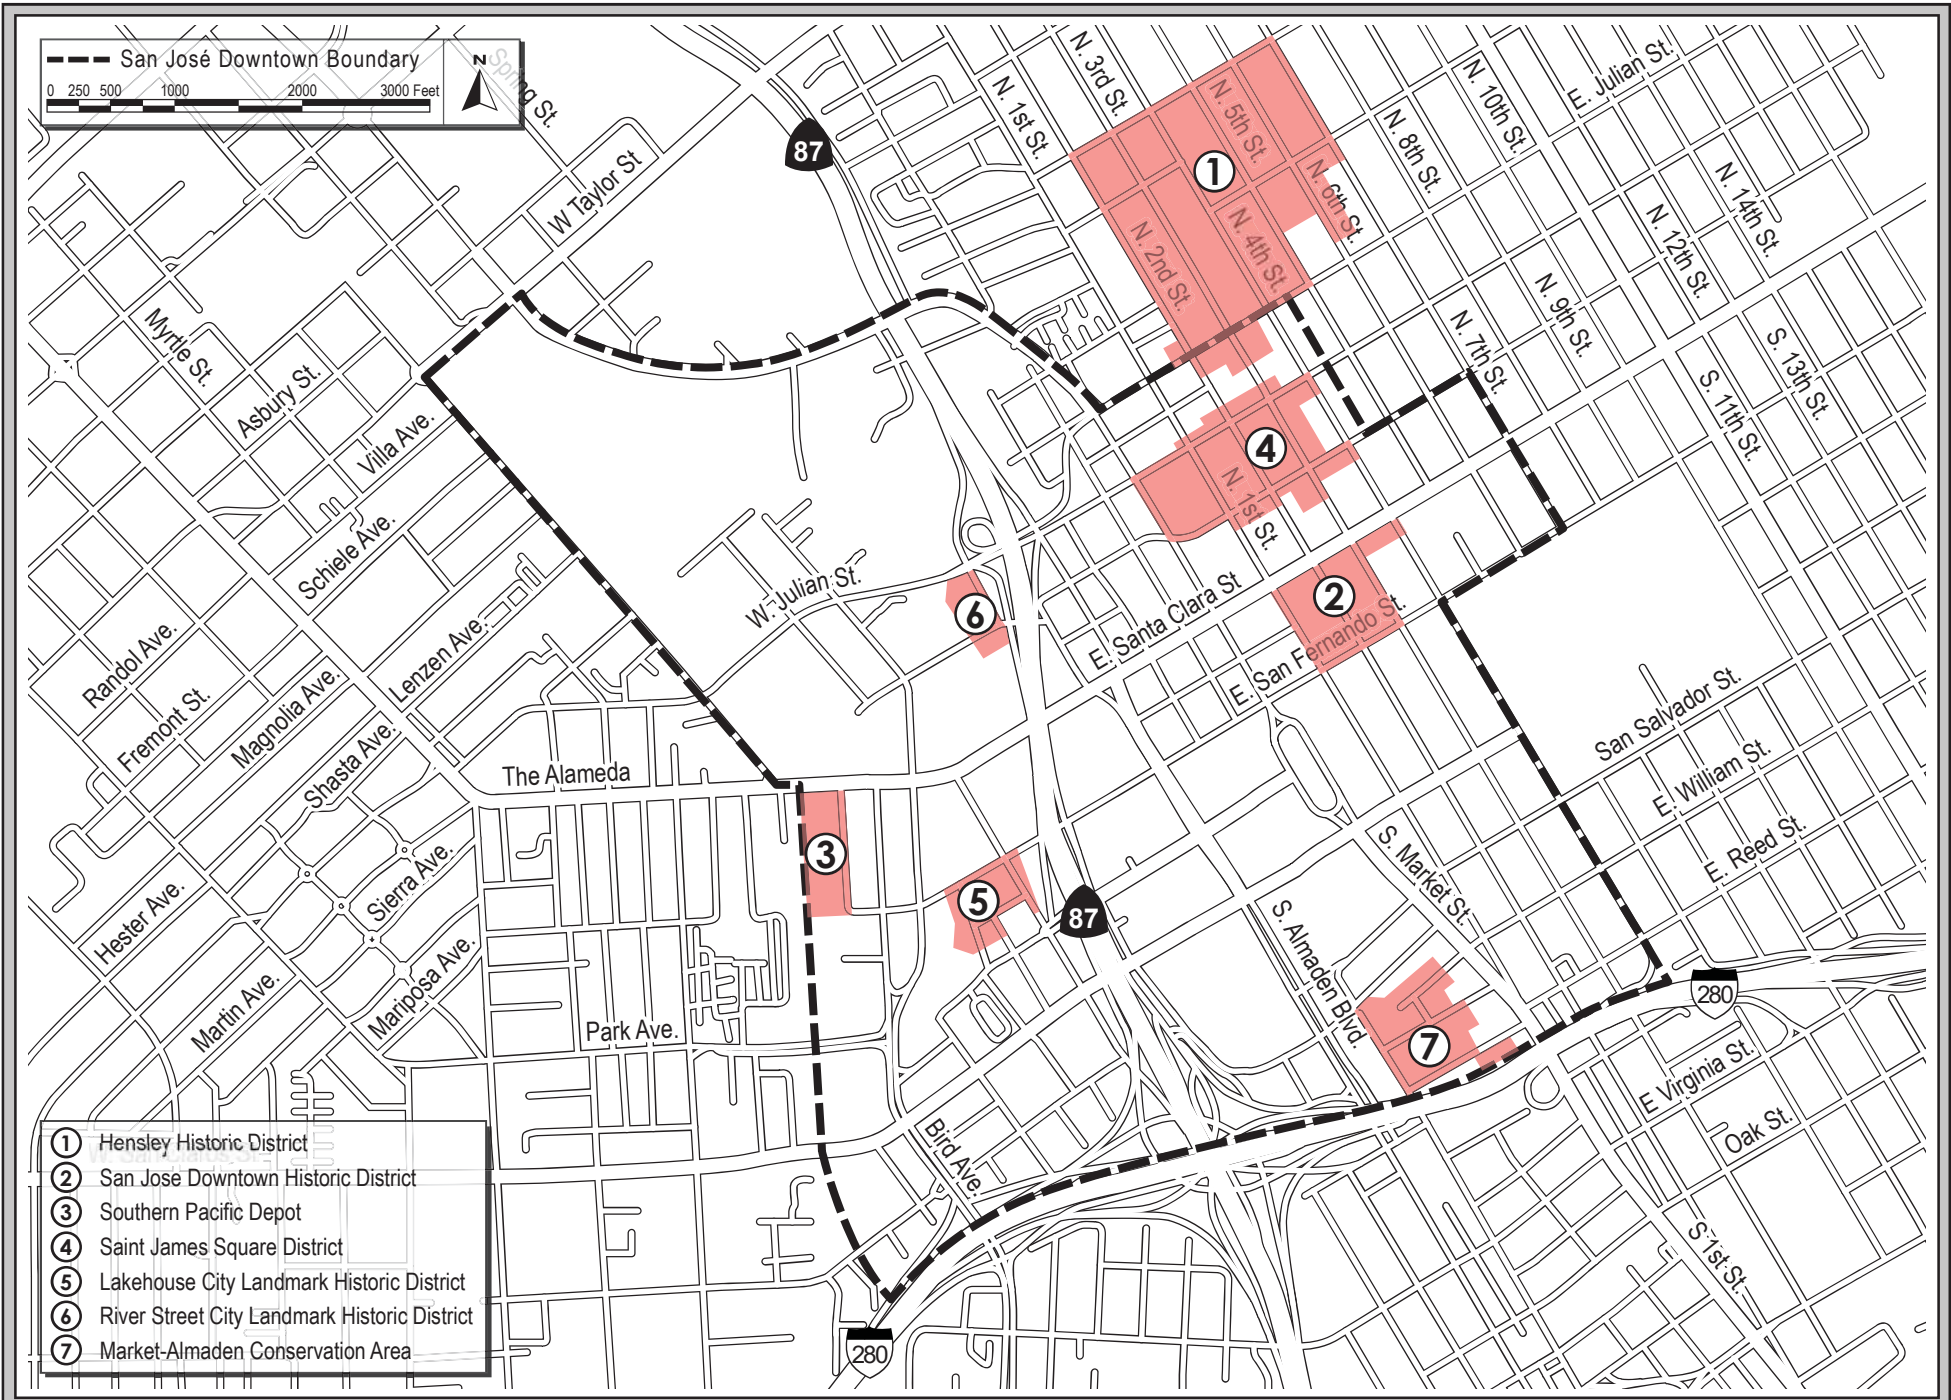 San José Downtown Boundary
0 250 500 1000 2000 3000 Feet
N
Spring St.
87
W Taylor St
N. 1st St.
N. 3rd St.
N. 5th St.
1
N. 6th St.
N. 8th St.
N. 10th St.
E. Julian St.
N. 14th St.
N. 12th St.
N. 2nd St.
N. 4th St.
N. 9th St.
N. 7th St.
S. 13th St.
S. 11th St.
Myrtle St.
Asbury St.
Villa Ave.
Schiele Ave.
4
N. 1st St.
W. Julian St.
6
2
E. Santa Clara St
E. San Fernando St.
Randol Ave.
Fremont St.
Magnolia Ave.
Lenzen Ave.
Shasta Ave.
The Alameda
San Salvador St.
E. William St.
E. Reed St.
3
5
87
S. Market St.
S. Almaden Blvd.
Hester Ave.
Sierra Ave.
Martin Ave.
Mariposa Ave.
Park Ave.
280
7
E Virginia St.
Oak St.
Bird Ave.
S 1st St.
280
W. San Carlos St.
1 Hensley Historic District
2 San Jose Downtown Historic District
3 Southern Pacific Depot
4 Saint James Square District
5 Lakehouse City Landmark Historic District
6 River Street City Landmark Historic District
7 Market-Almaden Conservation Area